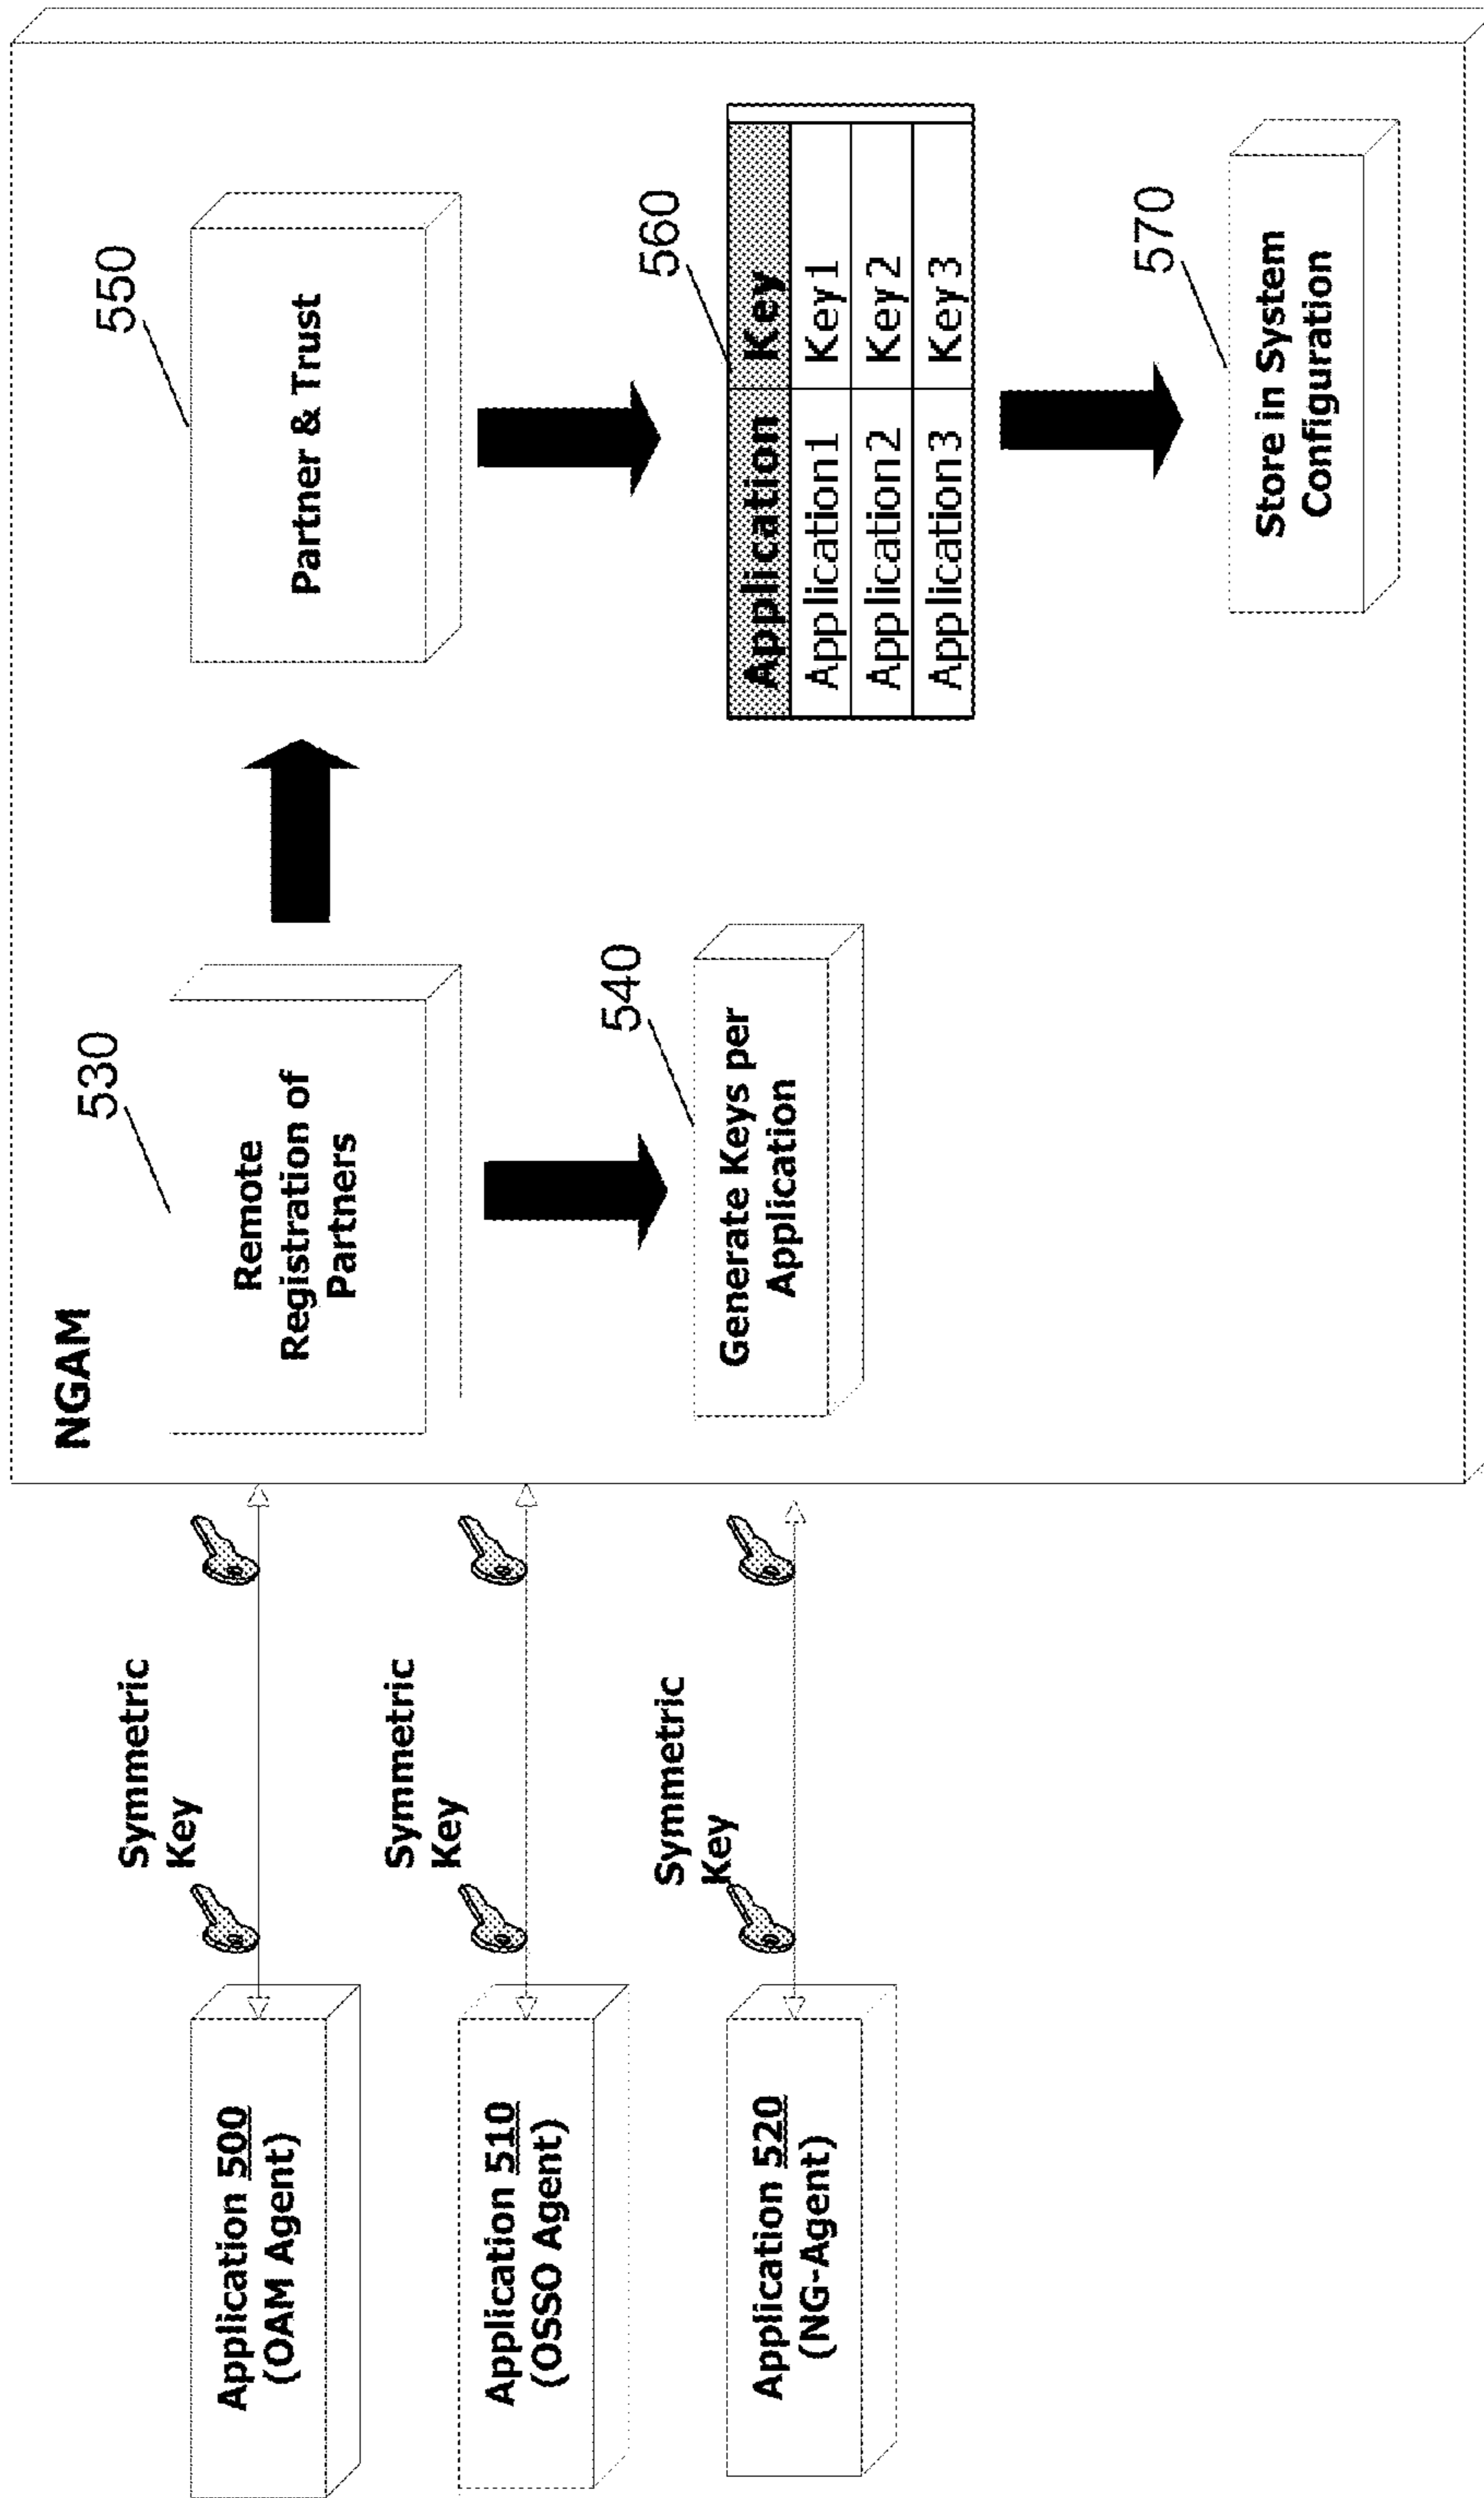 Application 500
(OAM Agent)
Symmetric
Key
Application 510
(OSSO Agent)
Symmetric
Key
Application 520
(NG-Agent)
Symmetric
Key
NGAM
530
Remote
Registration of
Partners
540
Generate Keys per
Application
550
Partner & Trust
560
Application Key
Application1 Key1
Application2 Key2
Application3 Key3
570
Store in System
Configuration